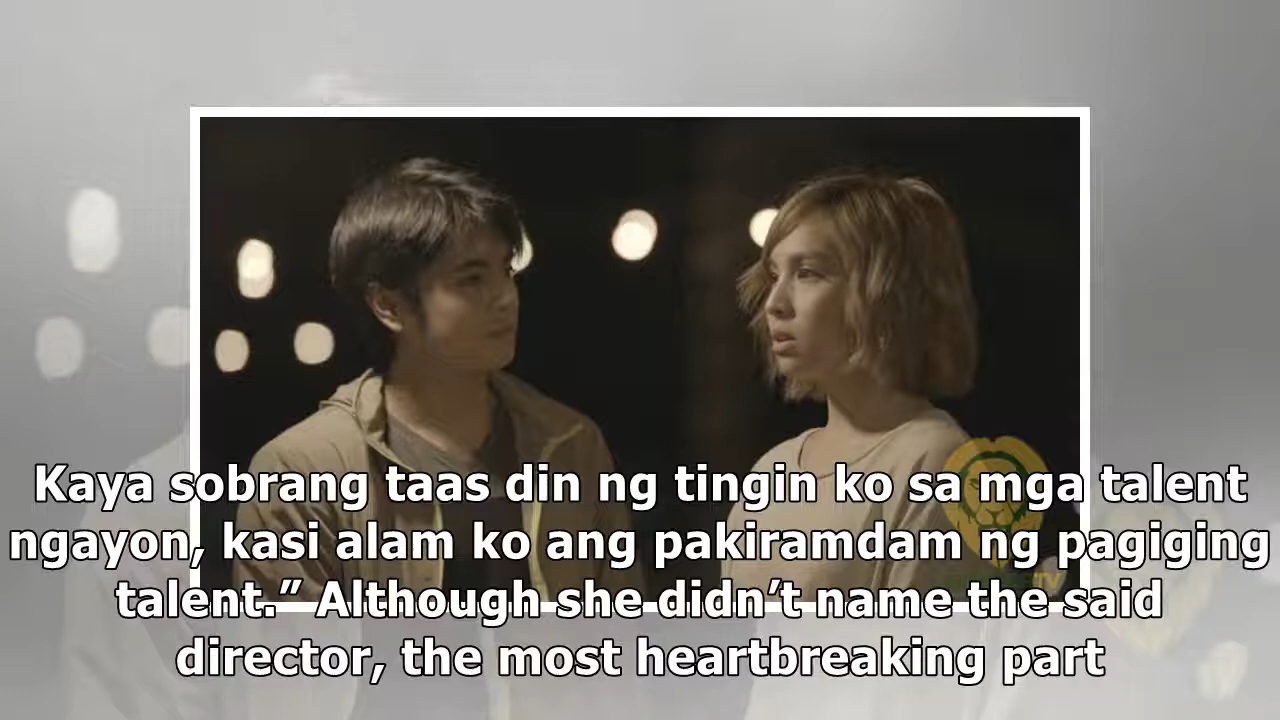 Kaya sobrang taas din ng tingin ko sa mga talent
ngayon, kasi alam ko ang pakiramdam ng pagiging
talent.” Although she didn’t name the said
director, the most heartbreaking part